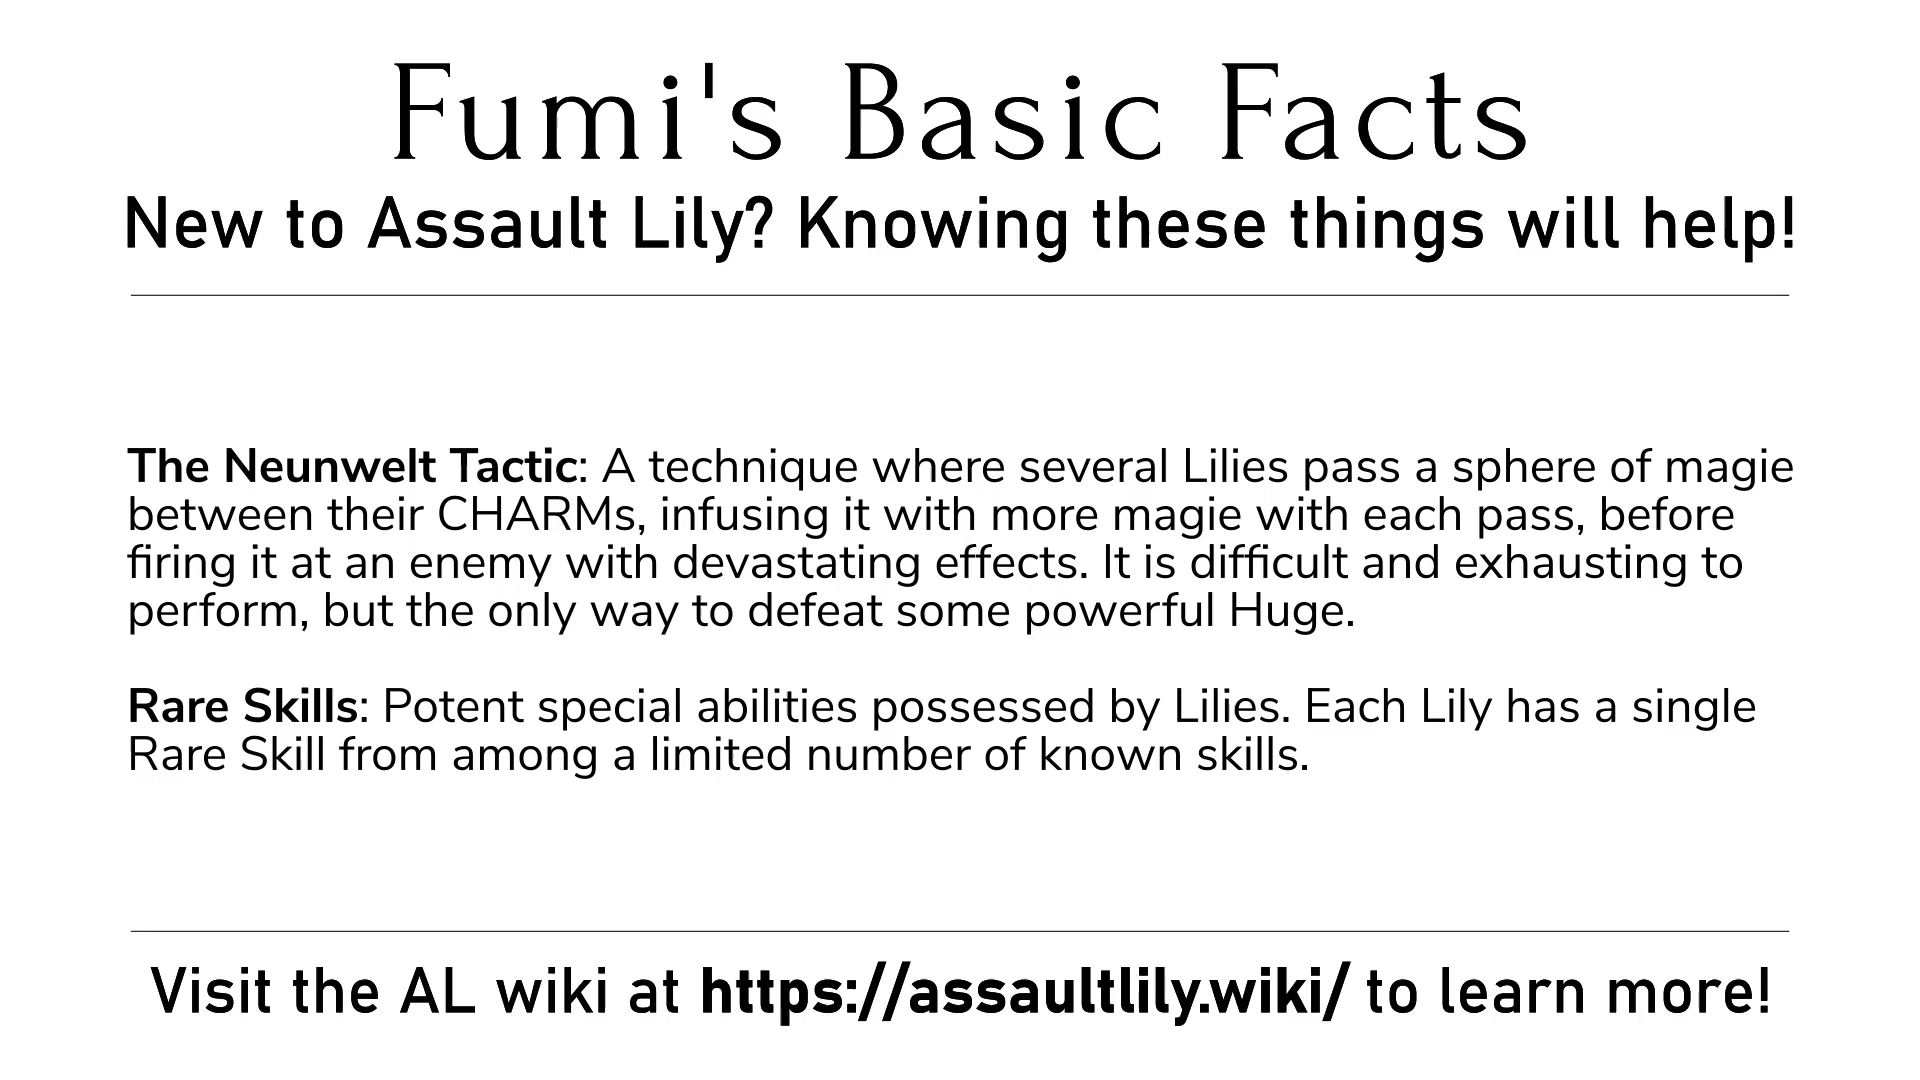 Fumi's Basic Facts
New to Assault Lily? Knowing these things will help!
The Neunwelt Tactic: A technique where several Lilies pass a sphere of magie
between their CHARMs, infusing it with more magie with each pass, before
firing it at an enemy with devastating effects. It is difficult and exhausting to
perform, but the only way to defeat some powerful Huge.
Rare Skills: Potent special abilities possessed by Lilies. Each Lily has a single
Rare Skill from among a limited number of known skills.
Visit the AL wiki at https://assaultlily.wiki/ to learn more!